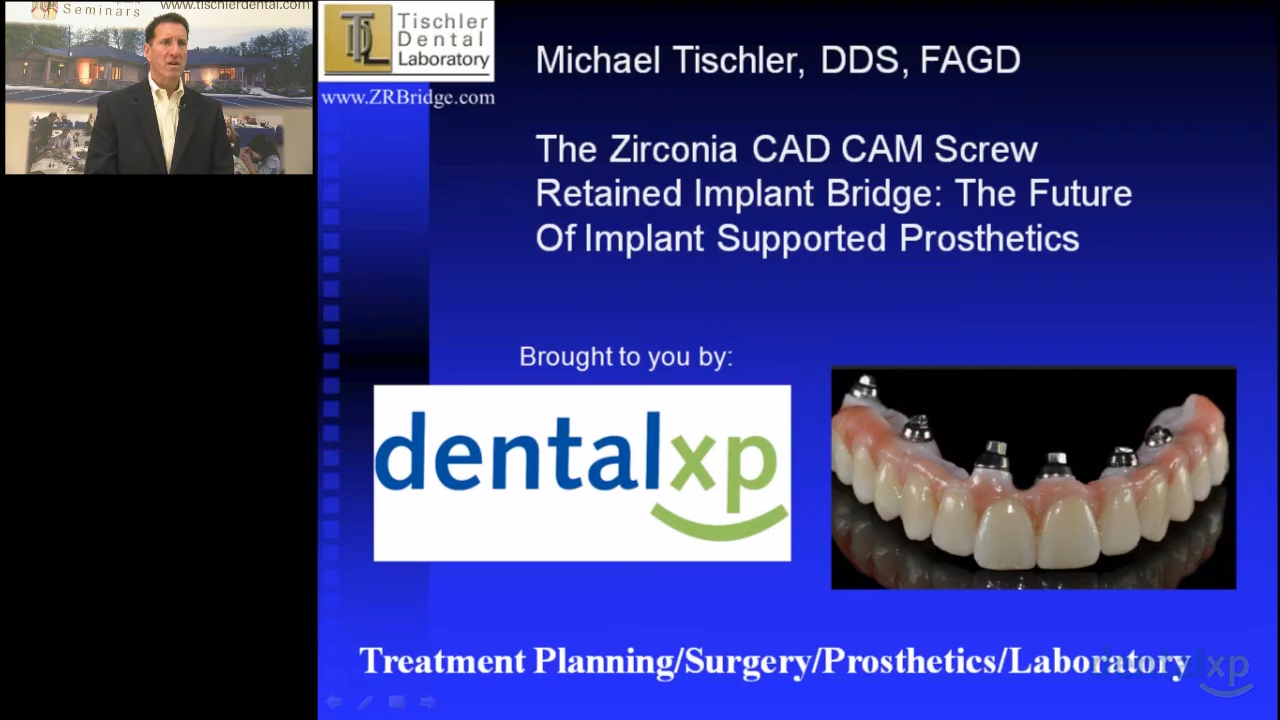 Seminars
www.tischlerdental.com
TDL
Tischler
Dental
Laboratory
www.ZRBridge.com
Michael Tischler, DDS, FAGD
The Zirconia CAD CAM Screw
Retained Implant Bridge: The Future
Of Implant Supported Prosthetics
Brought to you by:
dentalxp
Treatment Planning/Surgery/Prosthetics/Laboratory
dentalxp